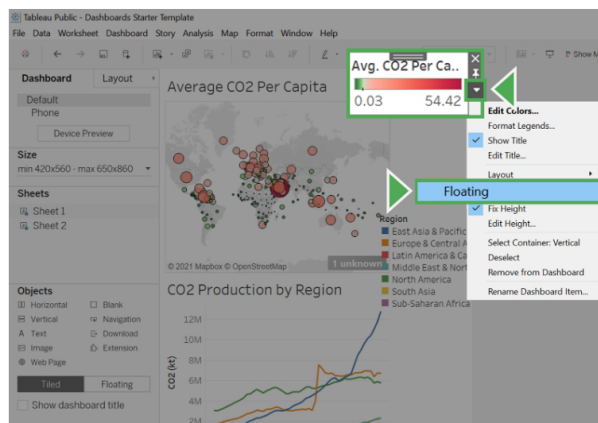 Tableau Public - Dashboards Starter Template
File Data Worksheet Dashboard Story Analysis Map Format Window Help
Show M
Dashboard Layout
Default
Phone
Device Preview
Size
min 420x560 - max 650x860
Sheets
Sheet 1
Sheet 2
Objects
Horizontal Blank
Vertical Navigation
A Text Download
Image Extension
Web Page
Tiled Floating
Show dashboard title
Average CO2 Per Capita
Avg. CO2 Per Ca..
0.03 54.42
Edit Colors...
Format Legends...
Show Title
Edit Title...
Layout
Floating
Fix Height
Edit Height...
Select Container: Vertical
Deselect
Remove from Dashboard
Rename Dashboard Item...
Region
East Asia & Pacific
Europe & Central A
Latin America & Ca
Middle East & Nort
North America
South Asia
Sub-Saharan Africa
© 2021 Mapbox © OpenStreetMap
1 unknown
CO2 Production by Region
CO2 (kt)
12M
10M
8M
6M
4M
2M